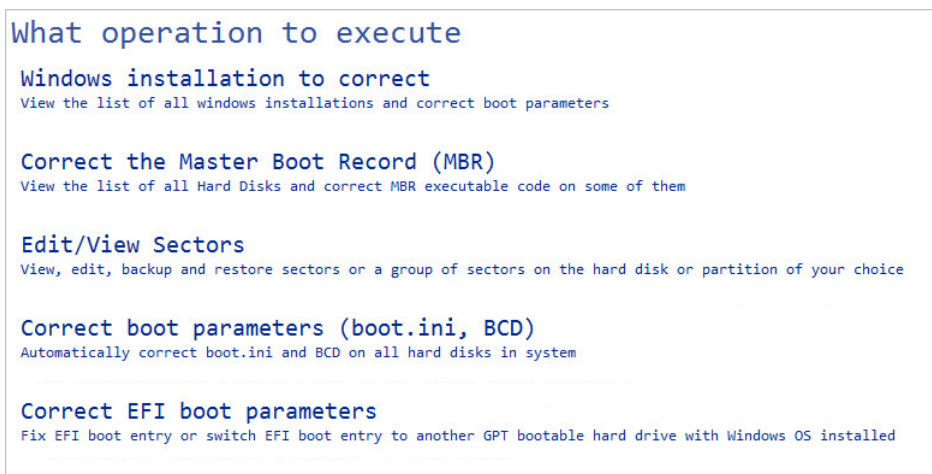 What operation to execute
Windows installation to correct
View the list of all windows installations and correct boot parameters
Correct the Master Boot Record (MBR)
View the list of all Hard Disks and correct MBR executable code on some of them
Edit/View Sectors
View, edit, backup and restore sectors or a group of sectors on the hard disk or partition of your choice
Correct boot parameters (boot.ini, BCD)
Automatically correct boot.ini and BCD on all hard disks in system
Correct EFI boot parameters
Fix EFI boot entry or switch EFI boot entry to another GPT bootable hard drive with Windows OS installed